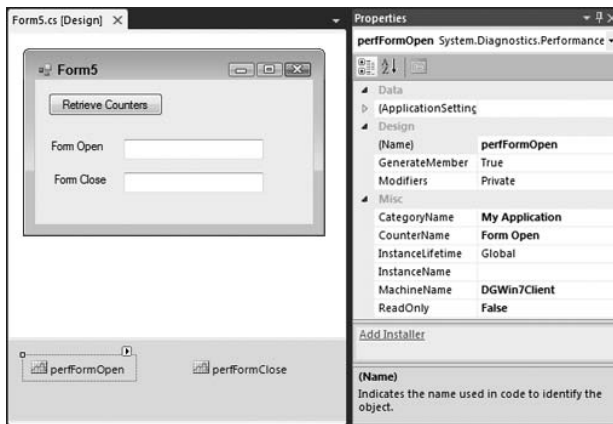 Form5.cs [Design]
Form5
Retrieve Counters
Form Open
Form Close
perfFormOpen
perfFormClose
Properties
perfFormOpen System.Diagnostics.Performance
Data
(ApplicationSetting
Design
(Name) perfFormOpen
GenerateMember True
Modifiers Private
Misc
CategoryName My Application
CounterName Form Open
InstanceLifetime Global
InstanceName
MachineName DGWin7Client
ReadOnly False
Add Installer
(Name)
Indicates the name used in code to identify the
object.